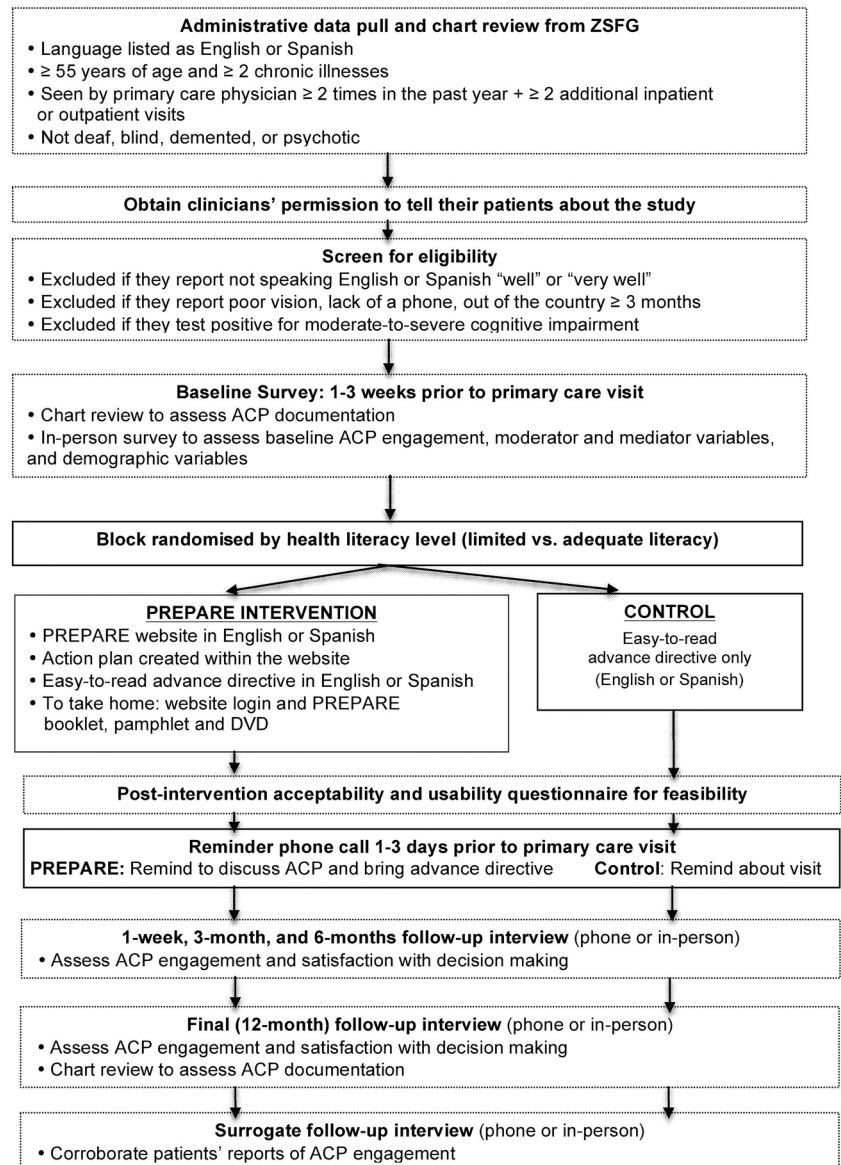 Administrative data pull and chart review from ZSFG
• Language listed as English or Spanish
• ≥ 55 years of age and ≥ 2 chronic illnesses
• Seen by primary care physician ≥ 2 times in the past year + ≥ 2 additional inpatient
or outpatient visits
• Not deaf, blind, demented, or psychotic
Obtain clinicians’ permission to tell their patients about the study
Screen for eligibility
• Excluded if they report not speaking English or Spanish “well” or “very well”
• Excluded if they report poor vision, lack of a phone, out of the country ≥ 3 months
• Excluded if they test positive for moderate-to-severe cognitive impairment
Baseline Survey: 1-3 weeks prior to primary care visit
• Chart review to assess ACP documentation
• In-person survey to assess baseline ACP engagement, moderator and mediator variables,
and demographic variables
Block randomised by health literacy level (limited vs. adequate literacy)
PREPARE INTERVENTION
• PREPARE website in English or Spanish
• Action plan created within the website
• Easy-to-read advance directive in English or Spanish
• To take home: website login and PREPARE
booklet, pamphlet and DVD
CONTROL
Easy-to-read
advance directive only
(English or Spanish)
Post-intervention acceptability and usability questionnaire for feasibility
Reminder phone call 1-3 days prior to primary care visit
PREPARE: Remind to discuss ACP and bring advance directive Control: Remind about visit
1-week, 3-month, and 6-months follow-up interview (phone or in-person)
• Assess ACP engagement and satisfaction with decision making
Final (12-month) follow-up interview (phone or in-person)
• Assess ACP engagement and satisfaction with decision making
• Chart review to assess ACP documentation
Surrogate follow-up interview (phone or in-person)
• Corroborate patients’ reports of ACP engagement